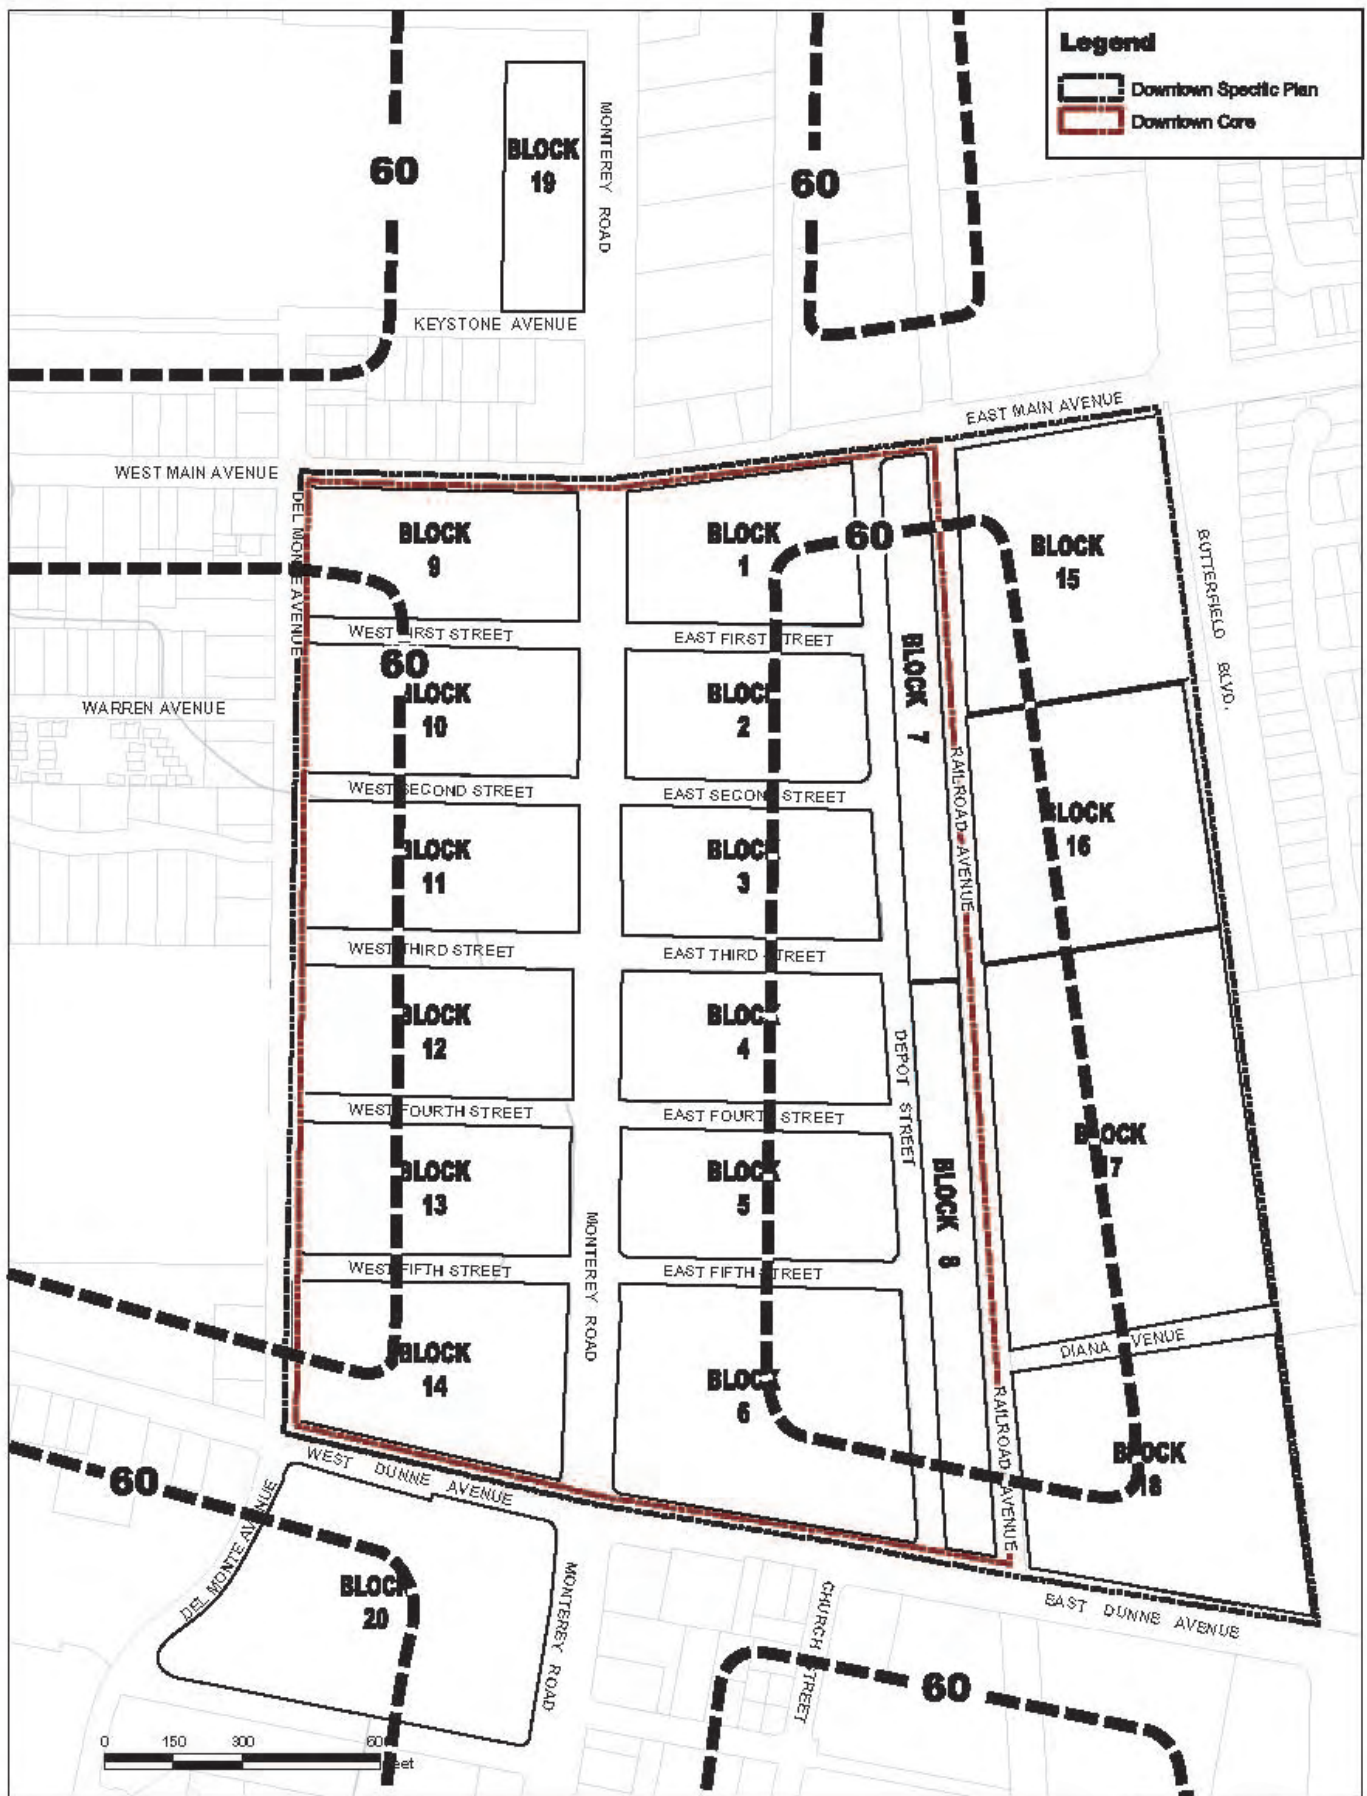 Legend
Downtown Specific Plan
Downtown Core
60
60
BLOCK
19
MONTEREY ROAD
KEYSTONE AVENUE
EAST MAIN AVENUE
WEST MAIN AVENUE
DEL MONTE AVENUE
BLOCK
9
BLOCK
1
60
BLOCK
15
BUTTERFIELD BLVD.
WEST FIRST STREET
EAST FIRST STREET
60
WARREN AVENUE
BLOCK
10
BLOCK
2
BLOCK 7
RAILROAD AVENUE
WEST SECOND STREET
EAST SECOND STREET
BLOCK
16
BLOCK
11
BLOCK
3
WEST THIRD STREET
EAST THIRD STREET
BLOCK
12
BLOCK
4
DEPOT STREET
WEST FOURTH STREET
EAST FOURTH STREET
BLOCK
17
BLOCK
13
BLOCK
5
BLOCK 8
MONTEREY ROAD
WEST FIFTH STREET
EAST FIFTH STREET
DIANA AVENUE
BLOCK
14
BLOCK
6
RAILROAD AVENUE
BLOCK
18
WEST DUNNE AVENUE
60
DEL MONTE AVENUE
BLOCK
20
MONTEREY ROAD
CHURCH STREET
EAST DUNNE AVENUE
60
0 150 300 600
Feet